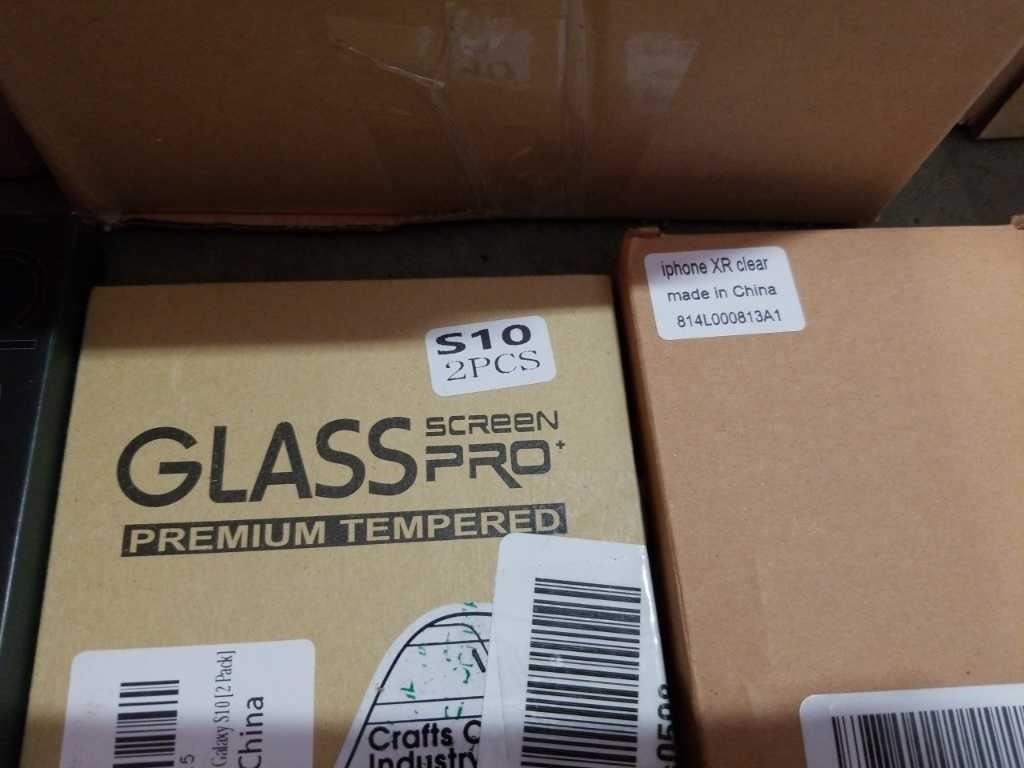 S10
2PCS
GLASS SCREEN PRO+
PREMIUM TEMPERED
iphone XR clear
made in China
814L000813A1
Galaxy S10 [2 Pack]
China
5
Crafts
Industry